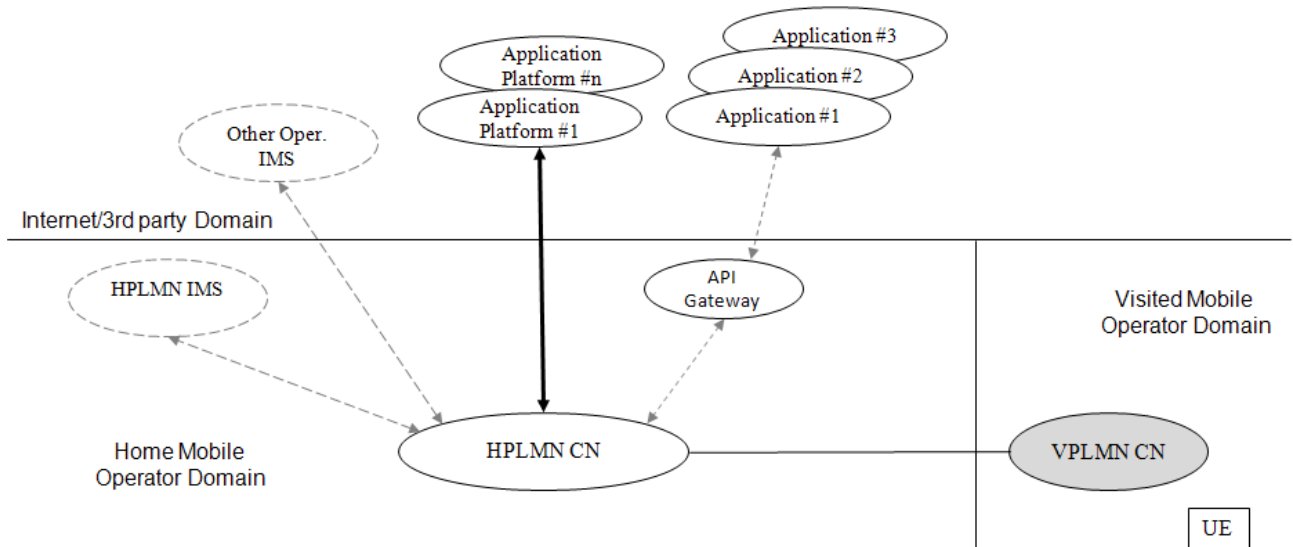 Application #3
Application
Platform #n
Application #2
Application
Platform #1
Application #1
Other Oper.
IMS
Internet/3rd party Domain
HPLMN IMS
API
Gateway
Visited Mobile
Operator Domain
Home Mobile
Operator Domain
HPLMN CN
VPLMN CN
UE